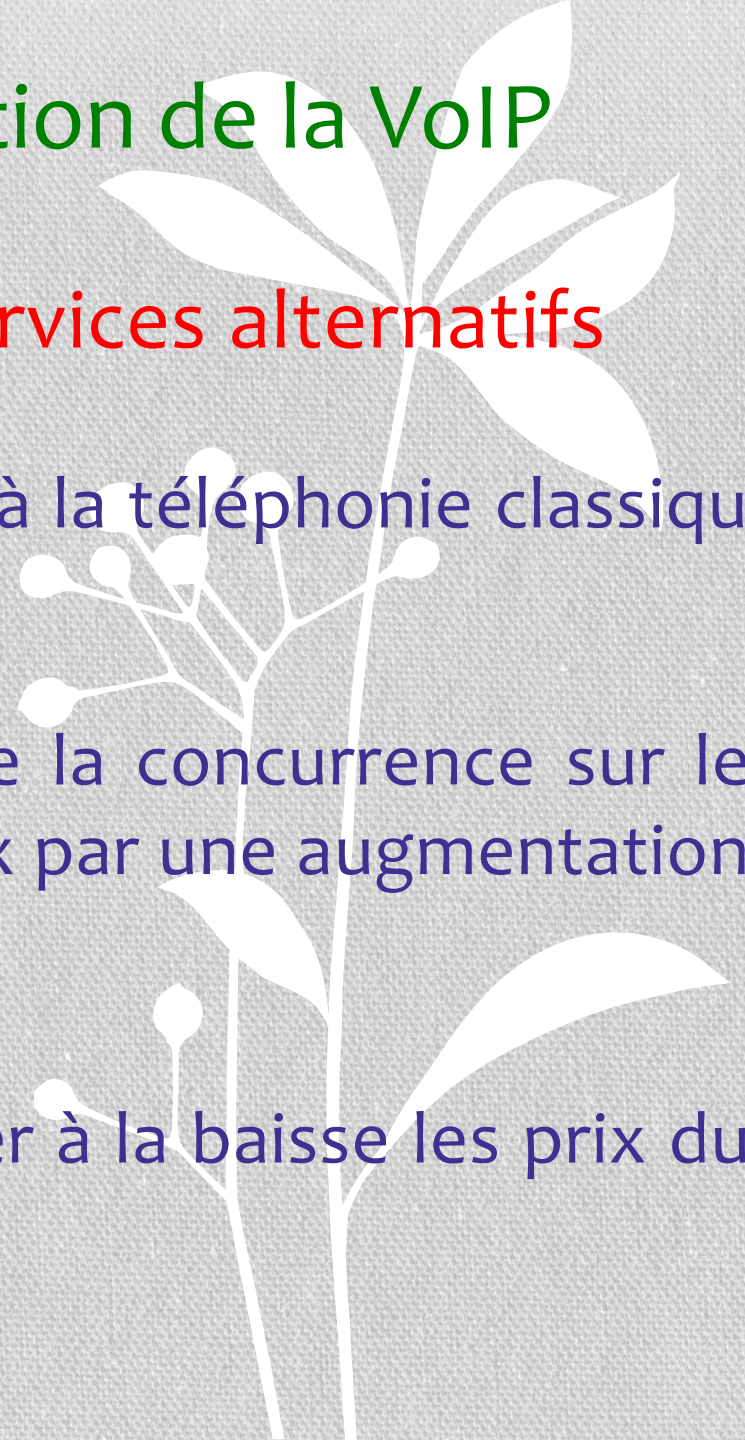 tion de la VoIP
rvices alternatifs
à la téléphonie classiqu
e la concurrence sur le
x par une augmentation
er à la baisse les prix du